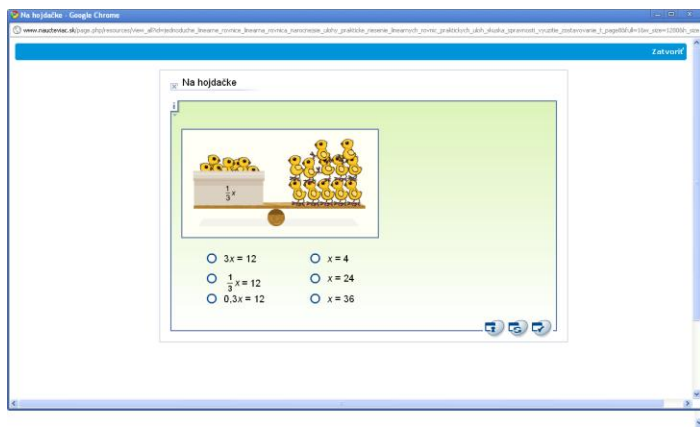 Na hojdačke - Google Chrome
Zatvoriť
Na hojdačke
i
1/3 x
3x = 12
x = 4
1/3 x = 12
x = 24
0,3x = 12
x = 36